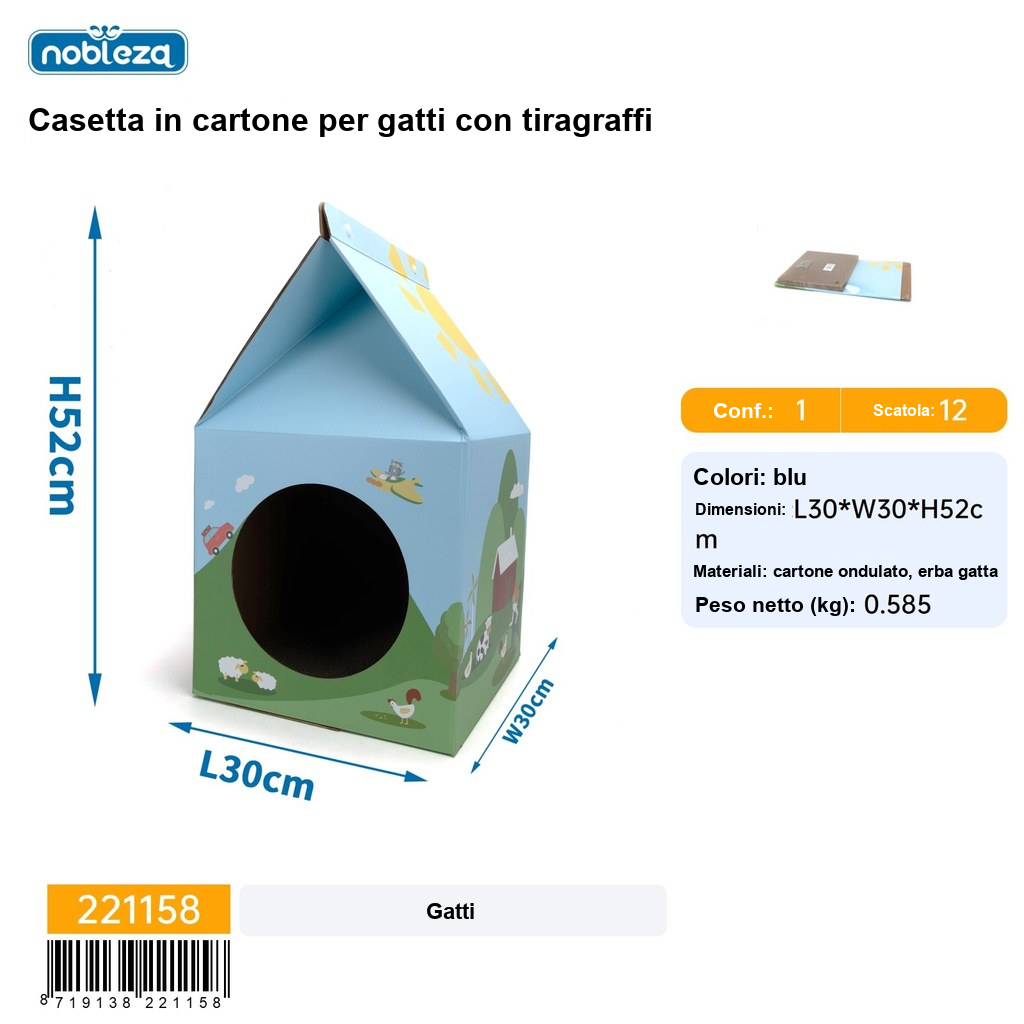 nobleza
Casetta in cartone per gatti con tiragraffi
H52cm
L30cm
W30cm
Conf.: 1
Scatola: 12
Colori: blu
Dimensioni: L30*W30*H52c
m
Materiali: cartone ondulato, erba gatta
Peso netto (kg): 0.585
221158
Gatti
8 719138 221158